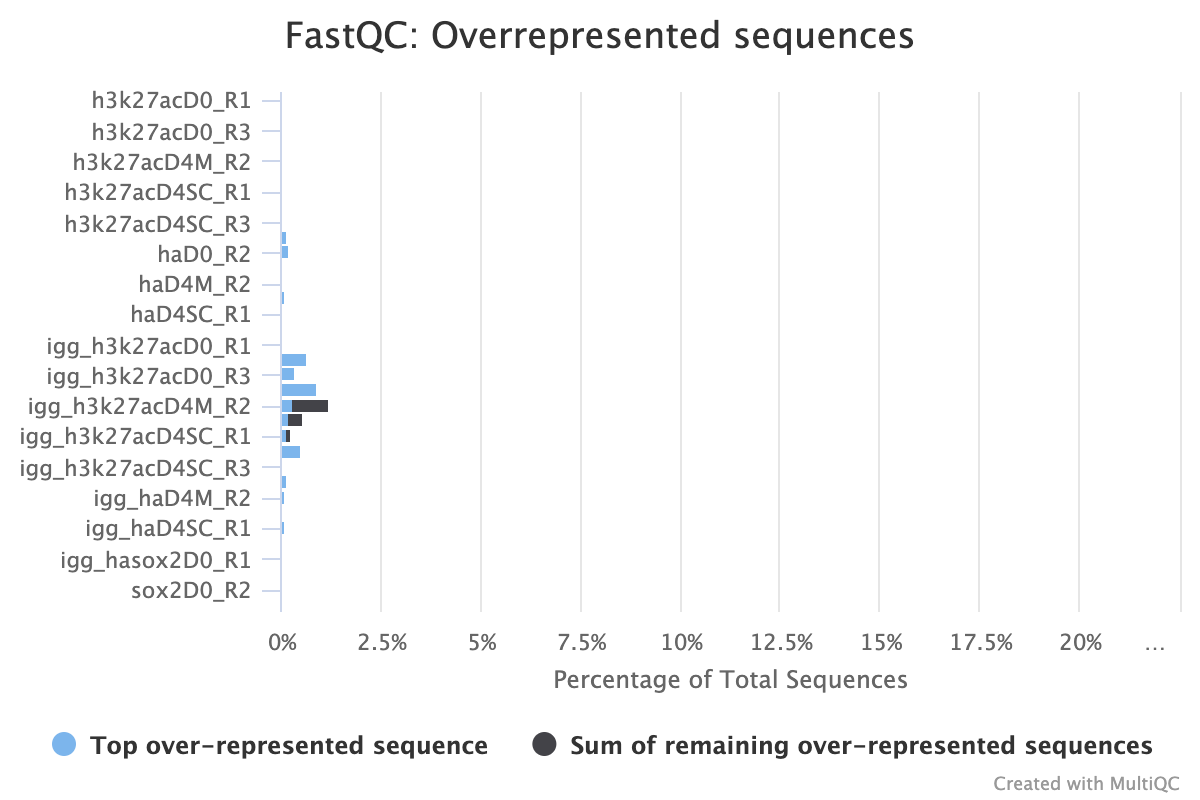 FastQC: Overrepresented sequences
h3k27acD0_R1
h3k27acD0_R3
h3k27acD4M_R2
h3k27acD4SC_R1
h3k27acD4SC_R3
haD0_R2
haD4M_R2
haD4SC_R1
igg_h3k27acD0_R1
igg_h3k27acD0_R3
igg_h3k27acD4M_R2
igg_h3k27acD4SC_R1
igg_h3k27acD4SC_R3
igg_haD4M_R2
igg_haD4SC_R1
igg_hasox2D0_R1
sox2D0_R2
0% 2.5% 5% 7.5% 10% 12.5% 15% 17.5% 20% …
Percentage of Total Sequences
Top over-represented sequence Sum of remaining over-represented sequences
Created with MultiQC